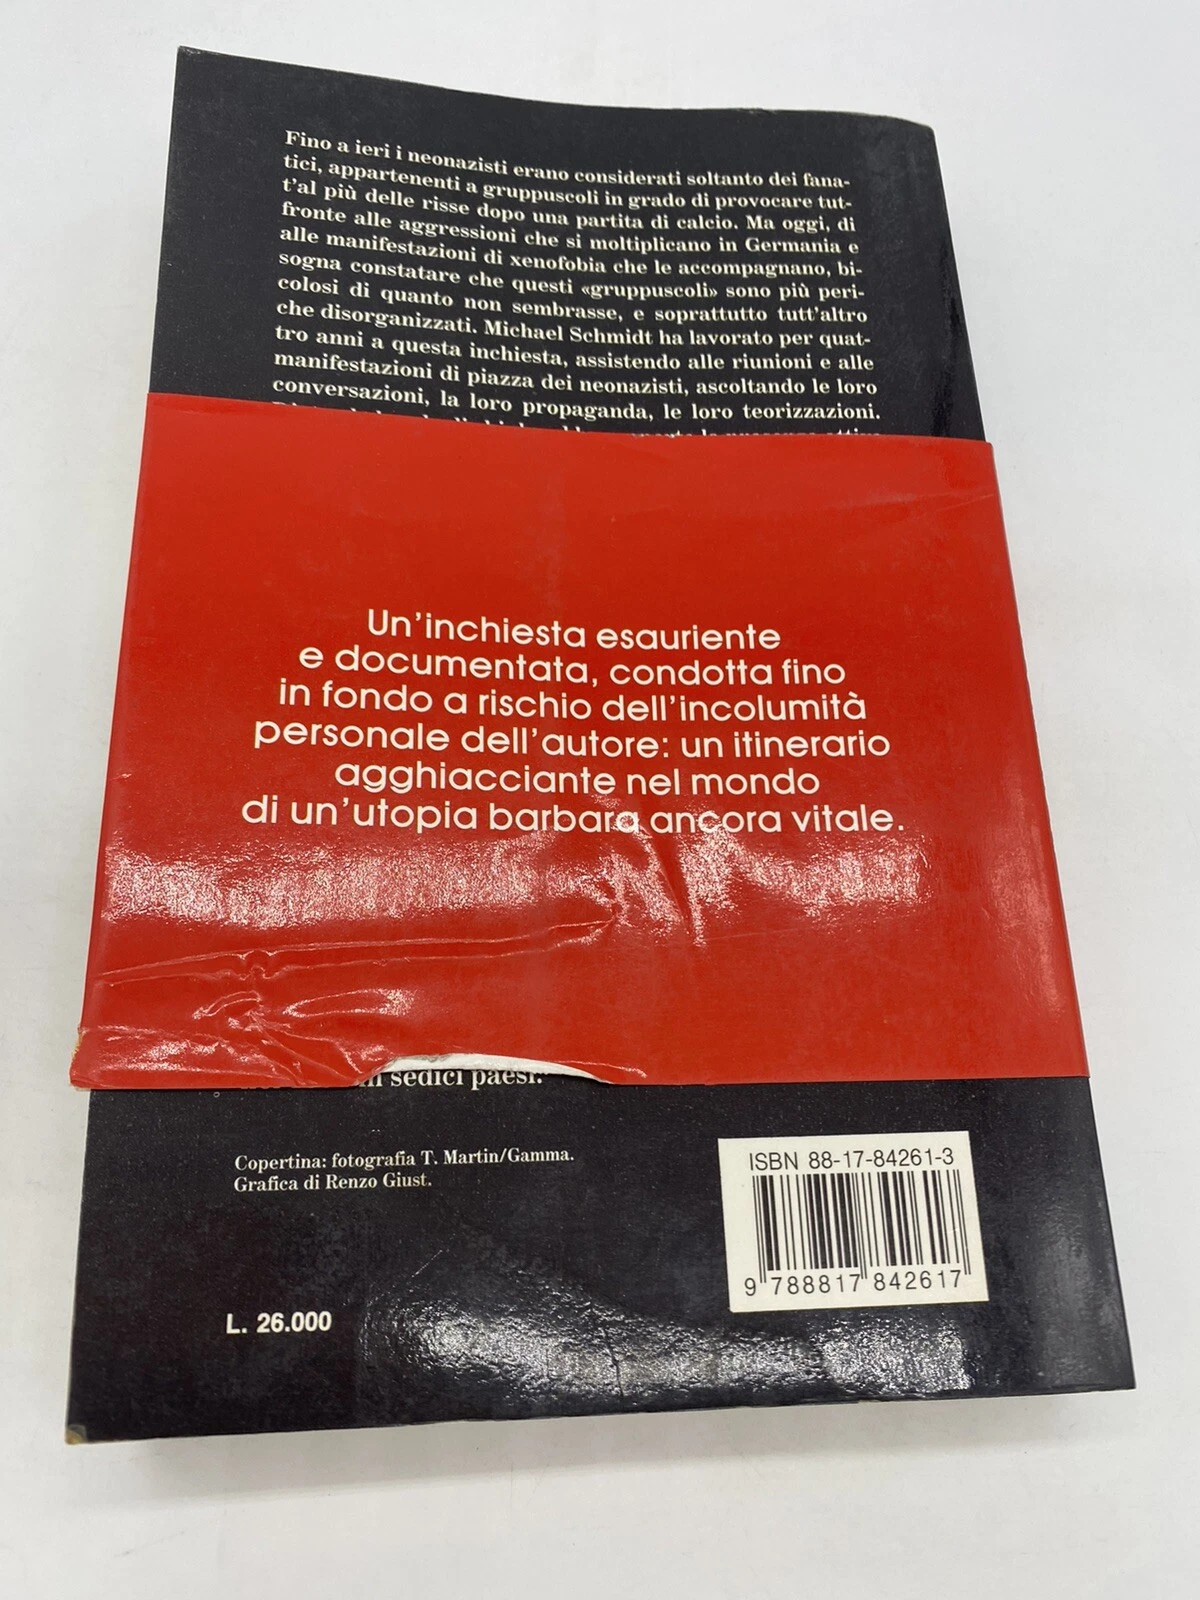 Fino a ieri i neonazisti erano considerati soltanto dei fana-
tici, appartenenti a gruppuscoli in grado di provocare tut-
t'al più delle risse dopo una partita di calcio. Ma oggi, di
fronte alle aggressioni che si moltiplicano in Germania e
alle manifestazioni di xenofobia che le accompagnano, bi-
sogna constatare che questi «gruppuscoli» sono più peri-
colosi di quanto non sembrasse, e soprattutto tutt'altro
che disorganizzati. Michael Schmidt ha lavorato per quat-
tro anni a questa inchiesta, assistendo alle riunioni e alle
manifestazioni di piazza dei neonazisti, ascoltando le loro
conversazioni, la loro propaganda, le loro teorizzazioni.
Un'inchiesta esauriente
e documentata, condotta fino
in fondo a rischio dell'incolumità
personale dell'autore: un itinerario
agghiacciante nel mondo
di un'utopia barbara ancora vitale.
sedici paesi.
Copertina: fotografia T. Martin/Gamma.
Grafica di Renzo Giust.
ISBN 88-17-84261-3
9 788817 842617
L. 26.000